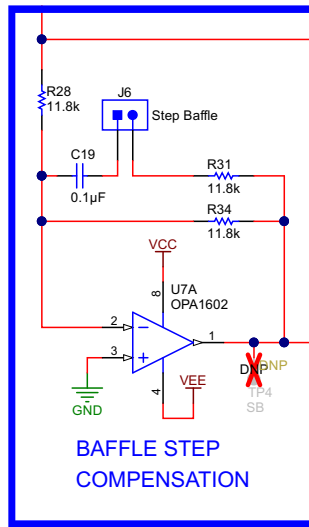 R28
11.8k
J6
Step Baffle
C19
0.1µF
R31
11.8k
R34
11.8k
VCC
U7A
OPA1602
8
2
1
3
4
VEE
GND
DNP
DNP
TP4
SB
BAFFLE STEP
COMPENSATION